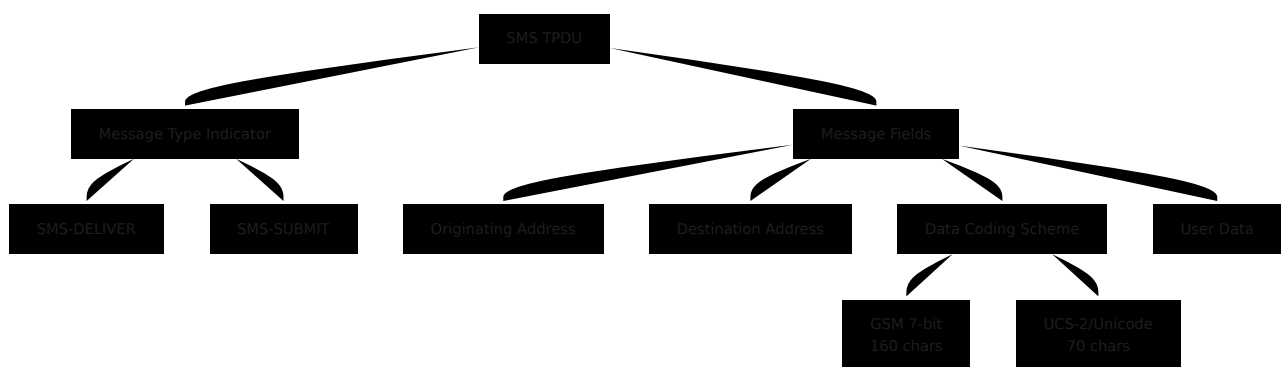 SMS TPDU
Message Type Indicator
Message Fields
SMS-DELIVER
SMS-SUBMIT
Originating Address
Destination Address
Data Coding Scheme
User Data
GSM 7-bit
160 chars
UCS-2/Unicode
70 chars